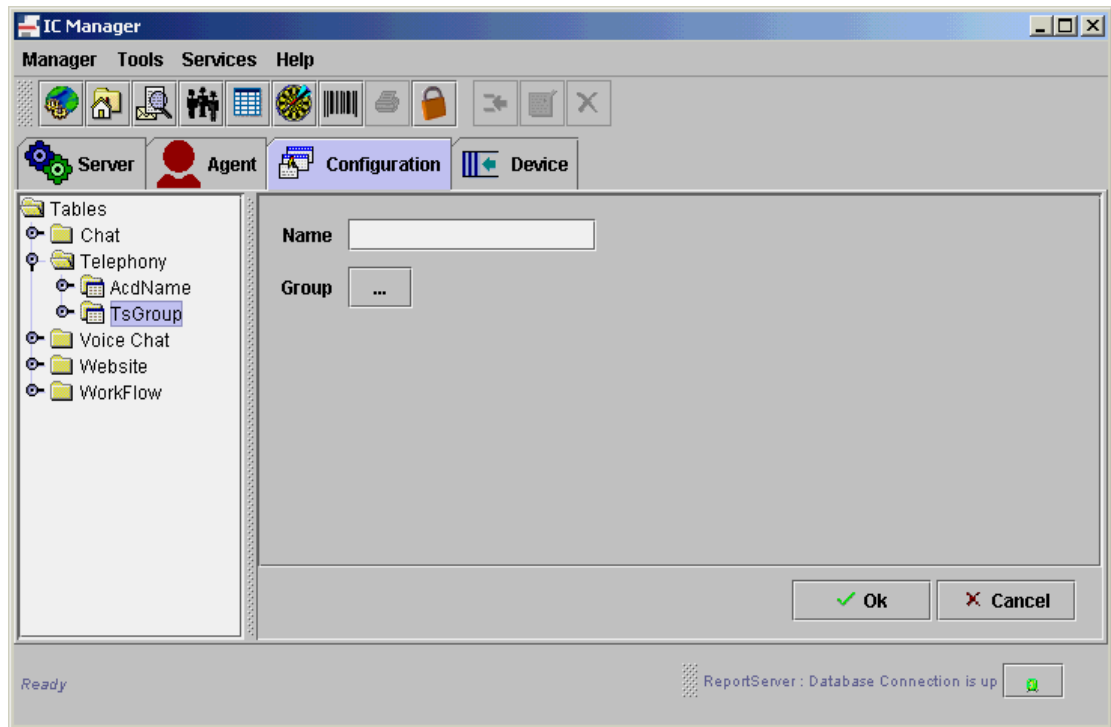 IC Manager
Manager Tools Services Help
Server Agent Configuration Device
Tables
Chat
Telephony
AcdName
TsGroup
Voice Chat
Website
WorkFlow
Name
Group ...
Ok Cancel
Ready
ReportServer : Database Connection is up